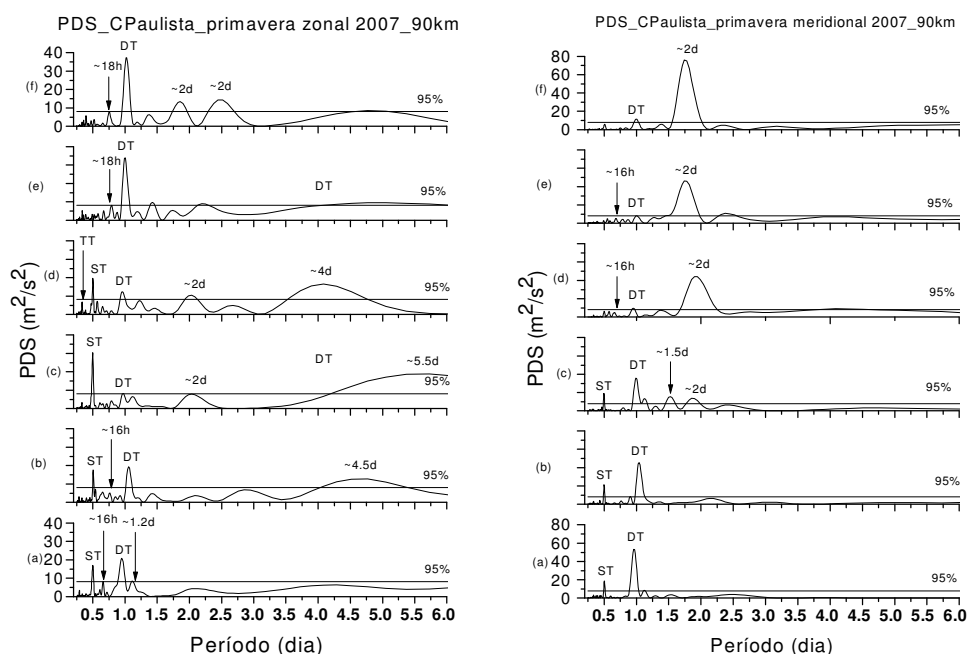 PDS_CPaulista_primavera zonal 2007_90km
40
30
20
10
0
(f)
~18h
DT
~2d
~2d
95%
(e)
~18h
DT
DT
95%
(d)
TT
ST
DT
~2d
~4d
95%
(c)
ST
DT
~2d
DT
~5.5d
95%
(b)
ST
~16h
DT
~4.5d
95%
40
30
20
10
0
(a)
ST
~16h
DT
~1.2d
95%
0.5 1.0 1.5 2.0 2.5 3.0 3.5 4.0 4.5 5.0 5.5 6.0
Período (dia)
PDS (m²/s²)
PDS_CPaulista_primavera meridional 2007_90km
80
60
40
20
0
(f)
DT
~2d
95%
(e)
~16h
DT
~2d
95%
(d)
~16h
DT
~2d
95%
(c)
ST
DT
~1.5d
~2d
95%
(b)
ST
DT
95%
80
60
40
20
0
(a)
ST
DT
95%
0.5 1.0 1.5 2.0 2.5 3.0 3.5 4.0 4.5 5.0 5.5 6.0
Período (dia)
PDS (m²/s²)